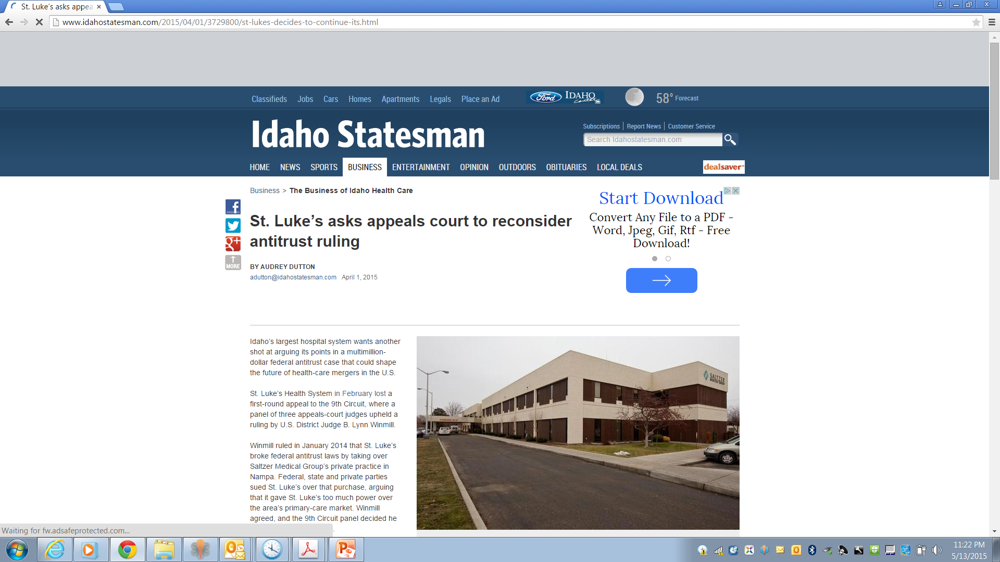 St. Luke's asks appea
www.idahostatesman.com/2015/04/01/3729800/st-lukes-decides-to-continue-its.html
Classifieds Jobs Cars Homes Apartments Legals Place an Ad
Ford IDAHO center
58° Forecast
Idaho Statesman
Subscriptions | Report News | Customer Service
Search Idahostatesman.com
HOME NEWS SPORTS BUSINESS ENTERTAINMENT OPINION OUTDOORS OBITUARIES LOCAL DEALS
dealsaver
Business > The Business of Idaho Health Care
MORE
St. Luke’s asks appeals court to reconsider
antitrust ruling
BY AUDREY DUTTON
adutton@idahostatesman.com April 1, 2015
Start Download
Convert Any File to a PDF -
Word, Jpeg, Gif, Rtf - Free
Download!
Idaho’s largest hospital system wants another
shot at arguing its points in a multimillion-
dollar federal antitrust case that could shape
the future of health-care mergers in the U.S.
St. Luke’s Health System in February lost a
first-round appeal to the 9th Circuit, where a
panel of three appeals-court judges upheld a
ruling by U.S. District Judge B. Lynn Winmill.
Winmill ruled in January 2014 that St. Luke’s
broke federal antitrust laws by taking over
Saltzer Medical Group’s private practice in
Nampa. Federal, state and private parties
sued St. Luke’s over that purchase, arguing
that it gave St. Luke’s too much power over
the area’s primary-care market. Winmill
agreed, and the 9th Circuit panel decided he
SALTZER
MEDICAL GROUP
Waiting for fw.adsafeprotected.com...
11:22 PM
5/13/2015